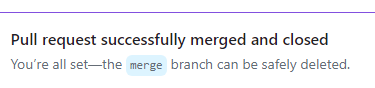 Pull request successfully merged and closed
You’re all set—the merge branch can be safely deleted.